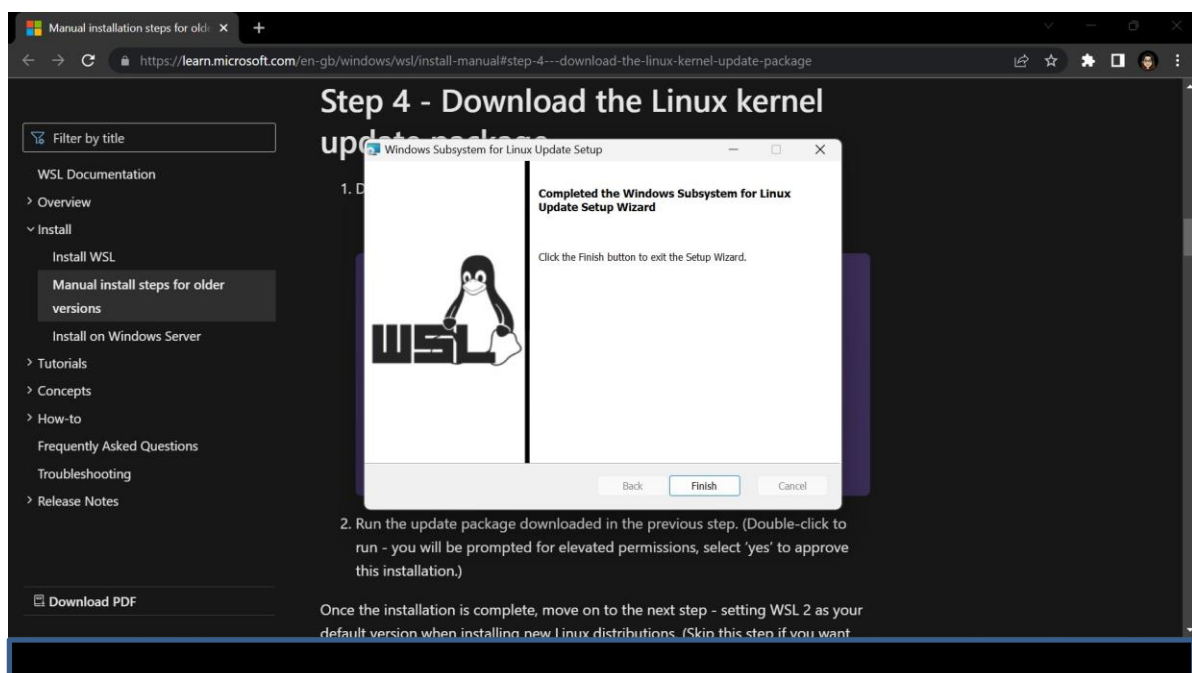 Manual installation steps for olde
https://learn.microsoft.com/en-gb/windows/wsl/install-manual#step-4---download-the-linux-kernel-update-package
Filter by title
WSL Documentation
Overview
Install
Install WSL
Manual install steps for older
versions
Install on Windows Server
Tutorials
Concepts
How-to
Frequently Asked Questions
Troubleshooting
Release Notes
Download PDF
Step 4 - Download the Linux kernel
update package
1. D
Windows Subsystem for Linux Update Setup
Completed the Windows Subsystem for Linux
Update Setup Wizard
Click the Finish button to exit the Setup Wizard.
WSL
Back
Finish
Cancel
2. Run the update package downloaded in the previous step. (Double-click to
run - you will be prompted for elevated permissions, select 'yes' to approve
this installation.)
Once the installation is complete, move on to the next step - setting WSL 2 as your
default version when installing new Linux distributions. (Skip this step if you want